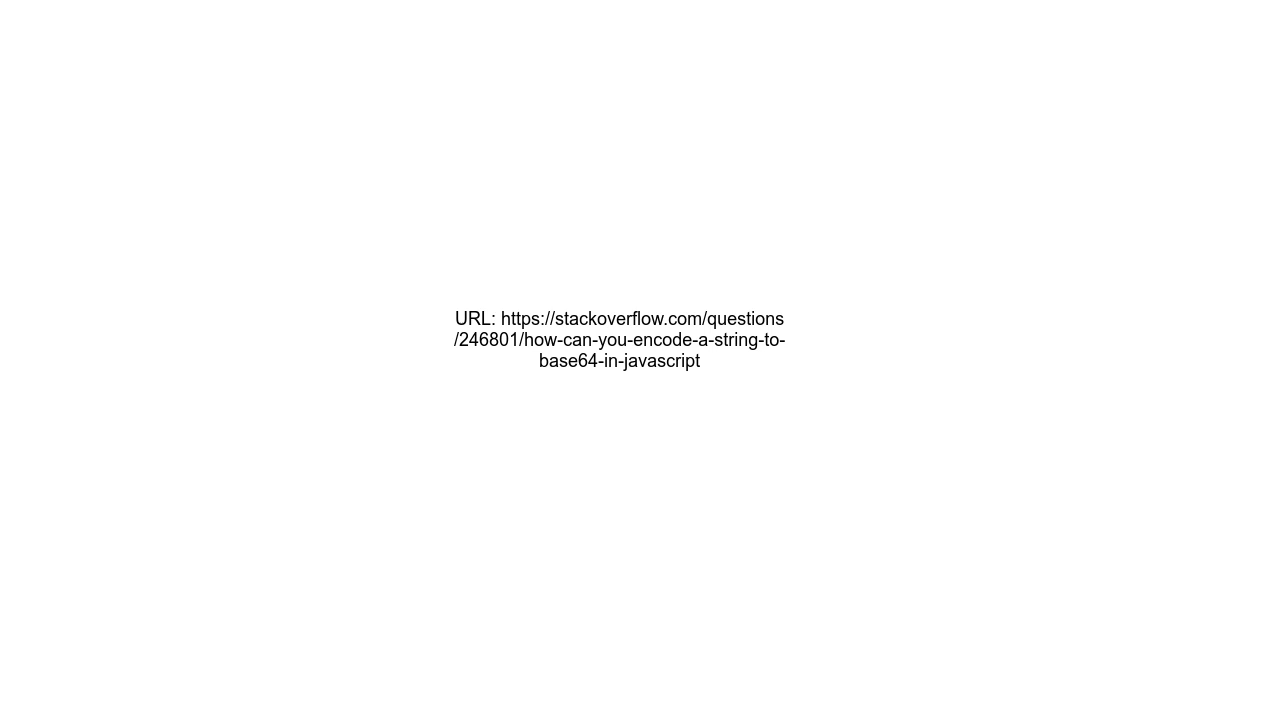 URL: https://stackoverflow.com/questions
/246801/how-can-you-encode-a-string-to-
base64-in-javascript